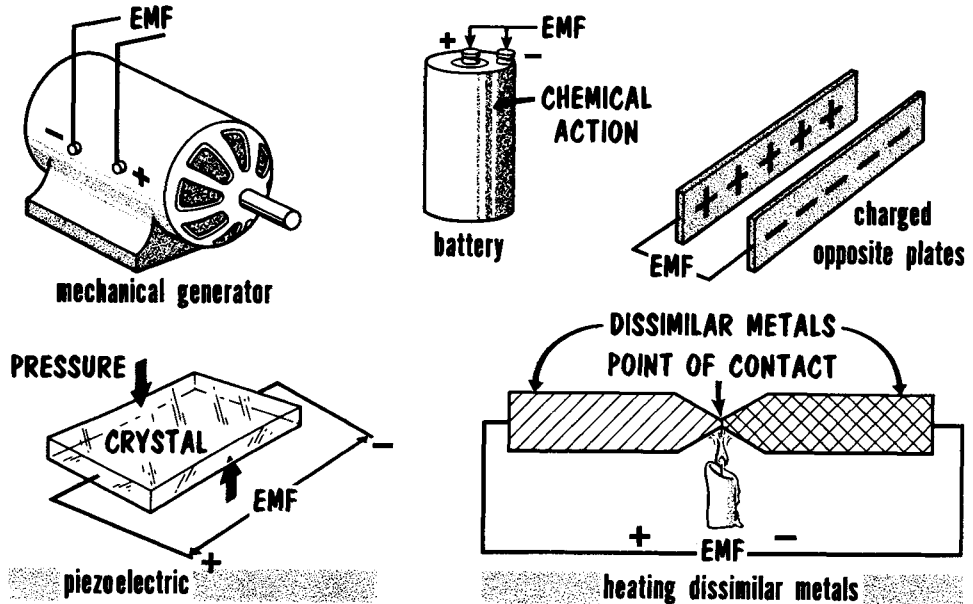 EMF
- +
mechanical generator
+ EMF -
CHEMICAL
ACTION
battery
+ + + + +
- - - - -
EMF
charged
opposite plates
PRESSURE
CRYSTAL
-
EMF
+
piezoelectric
DISSIMILAR METALS
POINT OF CONTACT
+ -
EMF
heating dissimilar metals